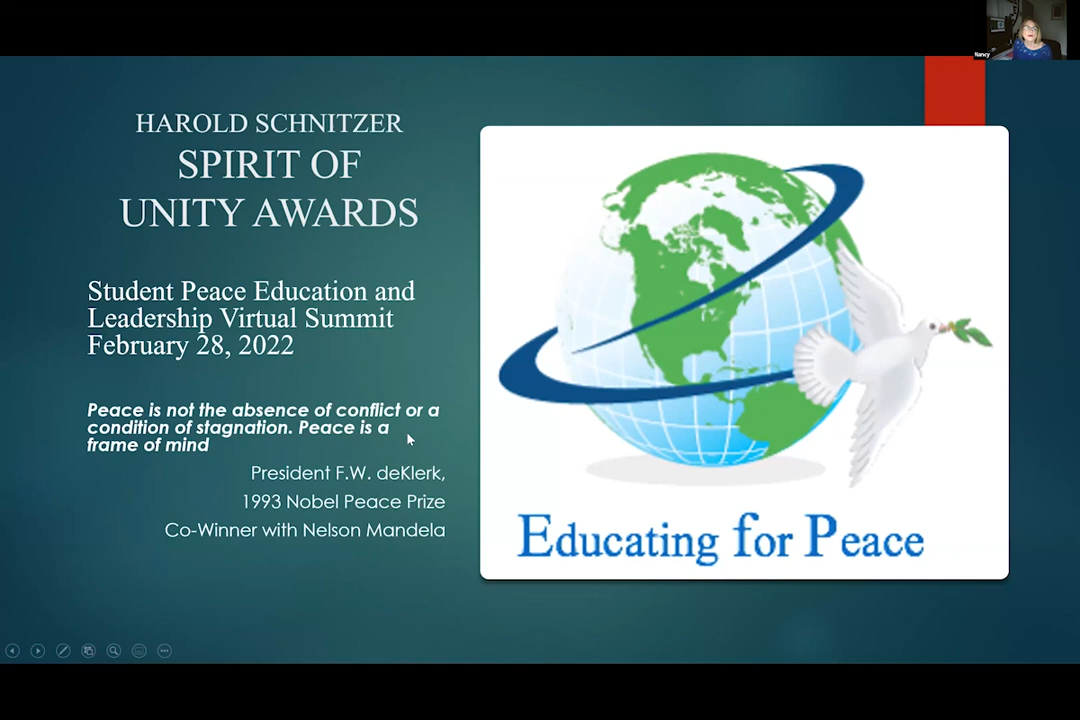 Nancy
HAROLD SCHNITZER
SPIRIT OF
UNITY AWARDS
Student Peace Education and
Leadership Virtual Summit
February 28, 2022
Peace is not the absence of conflict or a
condition of stagnation. Peace is a
frame of mind
President F.W. deKlerk,
1993 Nobel Peace Prize
Co-Winner with Nelson Mandela
Educating for Peace